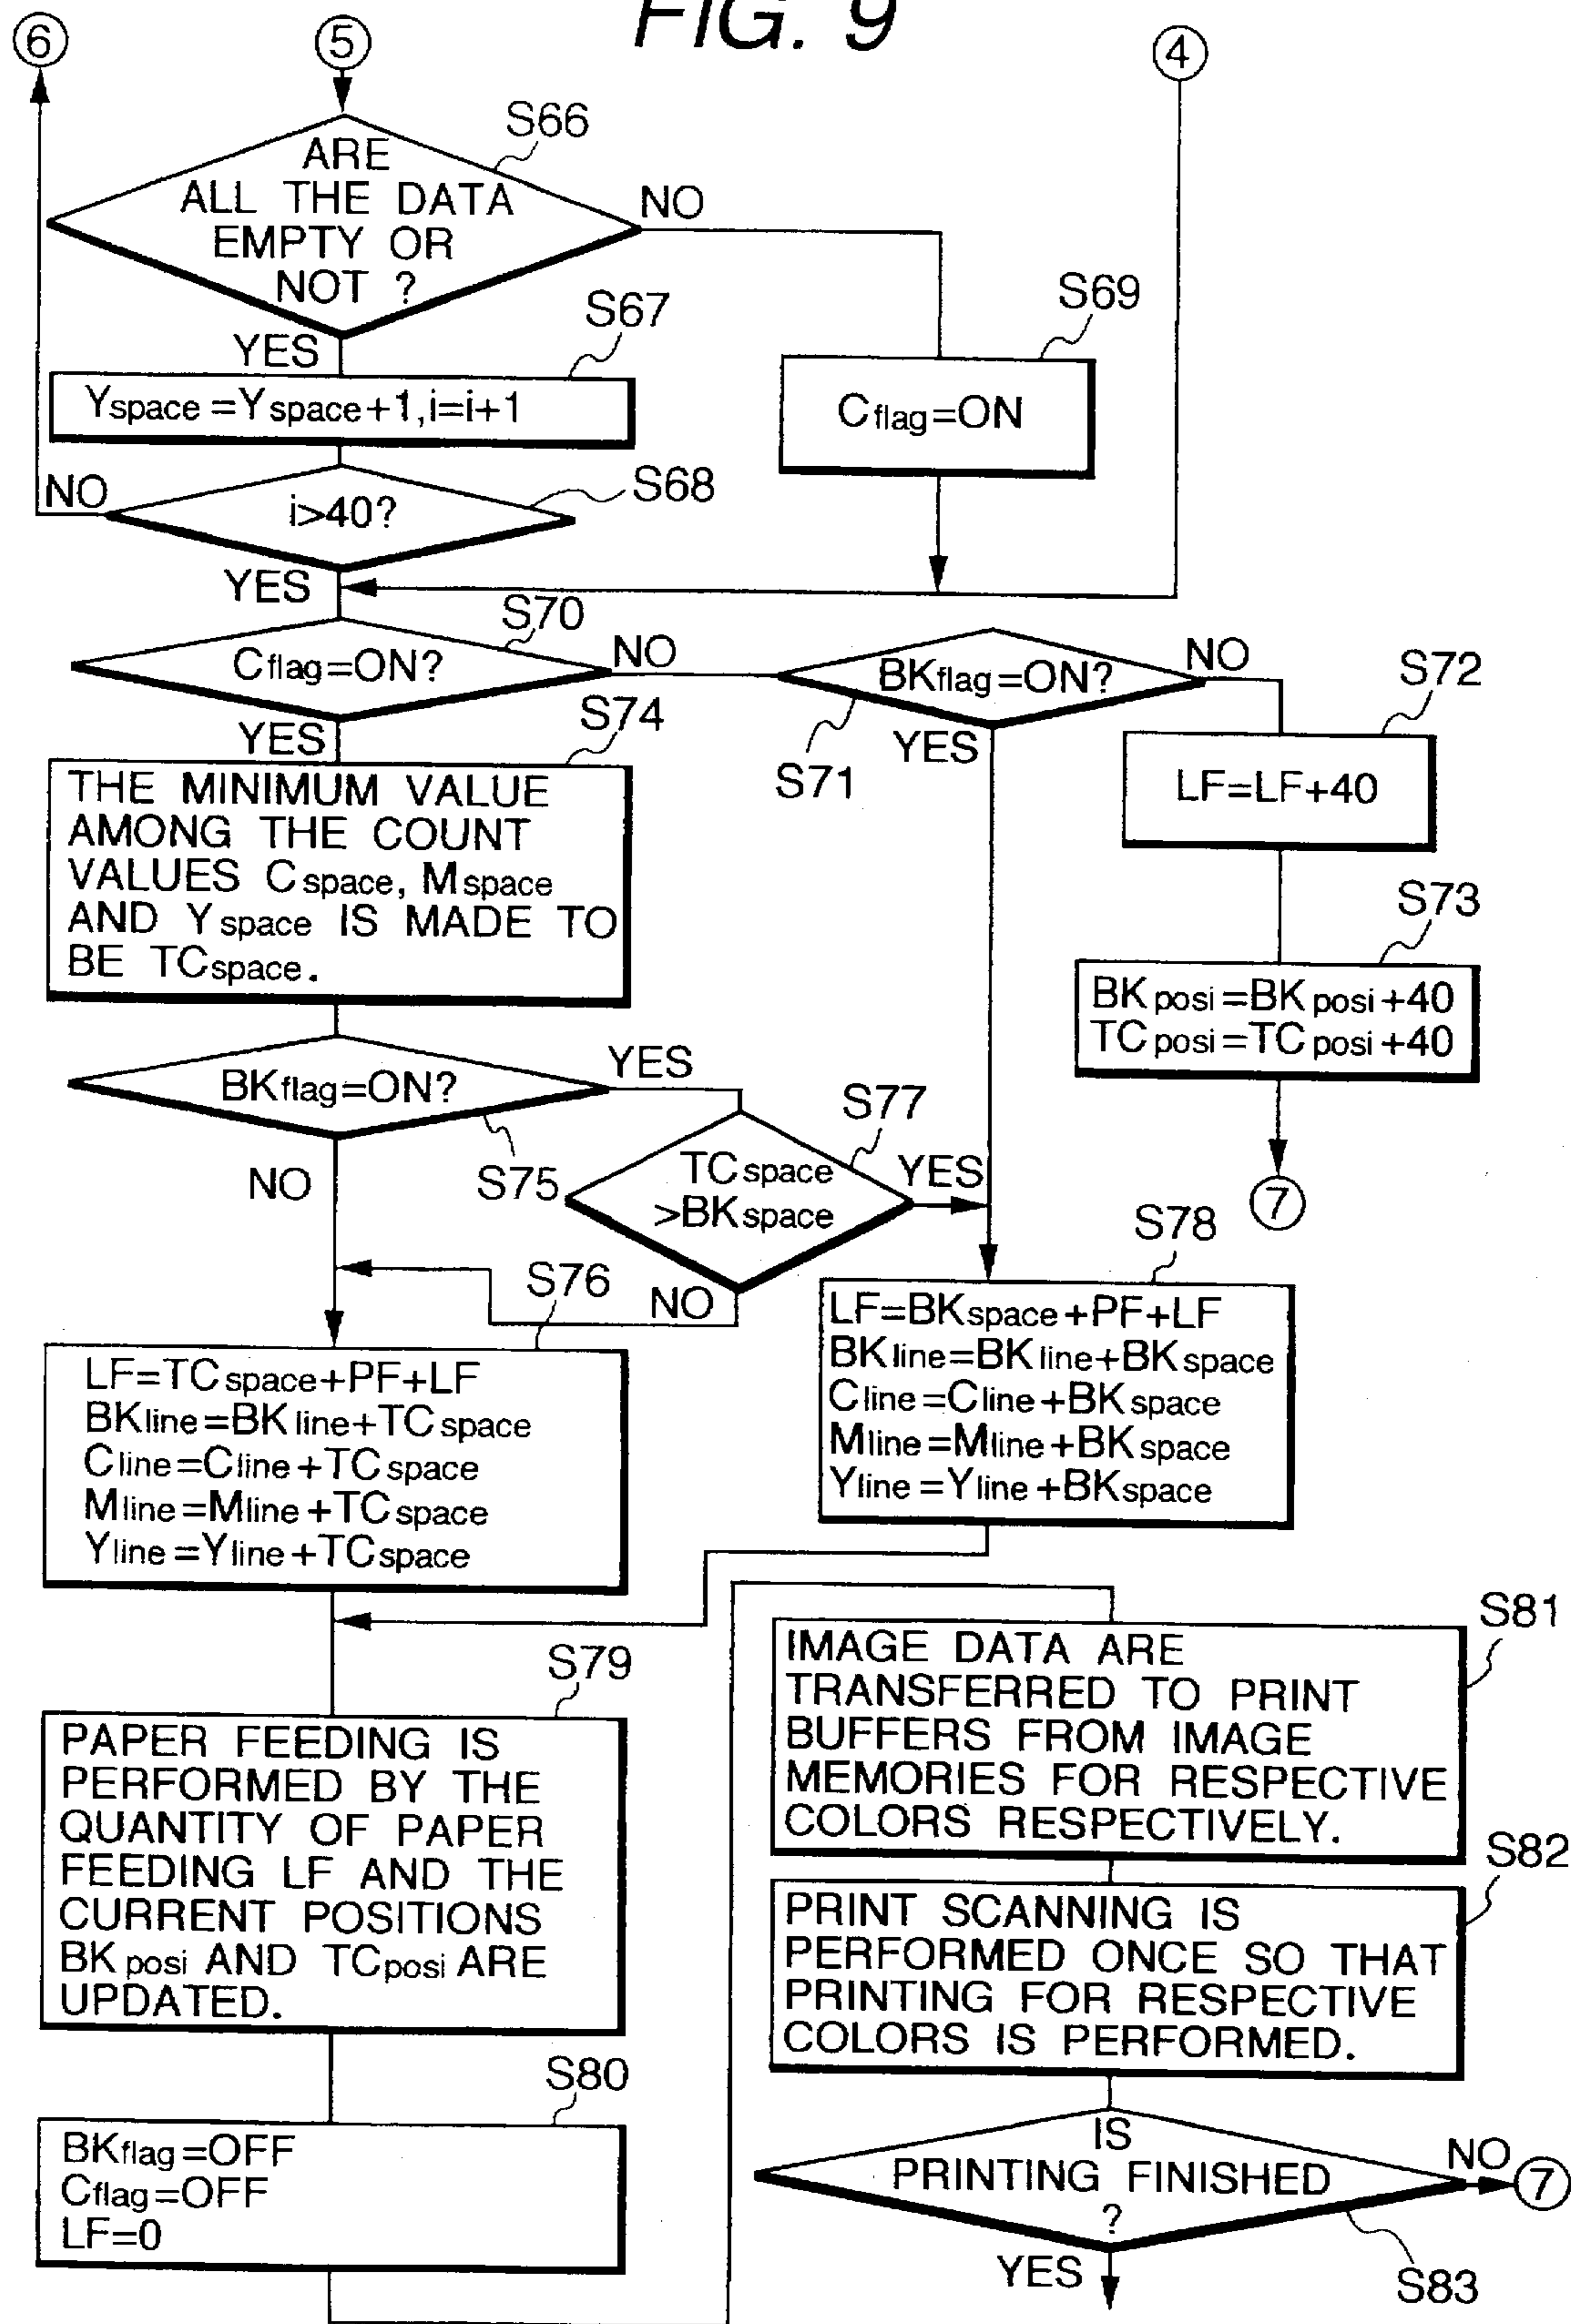 FIG. 9
6
5
4
S66
ARE
ALL THE DATA
EMPTY OR
NOT ?
NO
YES
S67
Yspace=Yspace+1,i=i+1
S69
Cflag=ON
NO
i>40?
S68
YES
S70
Cflag=ON?
NO
YES
BKflag=ON?
NO
S71
YES
S72
LF=LF+40
S73
BKposi=BKposi+40
TCposi=TCposi+40
7
S74
THE MINIMUM VALUE
AMONG THE COUNT
VALUES Cspace, Mspace
AND Yspace IS MADE TO
BE TCspace.
BKflag=ON?
YES
S75
NO
S77
TCspace
>BKspace
YES
NO
S76
LF=TCspace+PF+LF
BKline=BKline+TCspace
Cline=Cline+TCspace
Mline=Mline+TCspace
Yline=Yline+TCspace
S78
LF=BKspace+PF+LF
BKline=BKline+BKspace
Cline=Cline+BKspace
Mline=Mline+BKspace
Yline=Yline+BKspace
S79
PAPER FEEDING IS
PERFORMED BY THE
QUANTITY OF PAPER
FEEDING LF AND THE
CURRENT POSITIONS
BKposi AND TCposi ARE
UPDATED.
S80
BKflag=OFF
Cflag=OFF
LF=0
S81
IMAGE DATA ARE
TRANSFERRED TO PRINT
BUFFERS FROM IMAGE
MEMORIES FOR RESPECTIVE
COLORS RESPECTIVELY.
S82
PRINT SCANNING IS
PERFORMED ONCE SO THAT
PRINTING FOR RESPECTIVE
COLORS IS PERFORMED.
IS
PRINTING FINISHED
?
NO
7
S83
YES